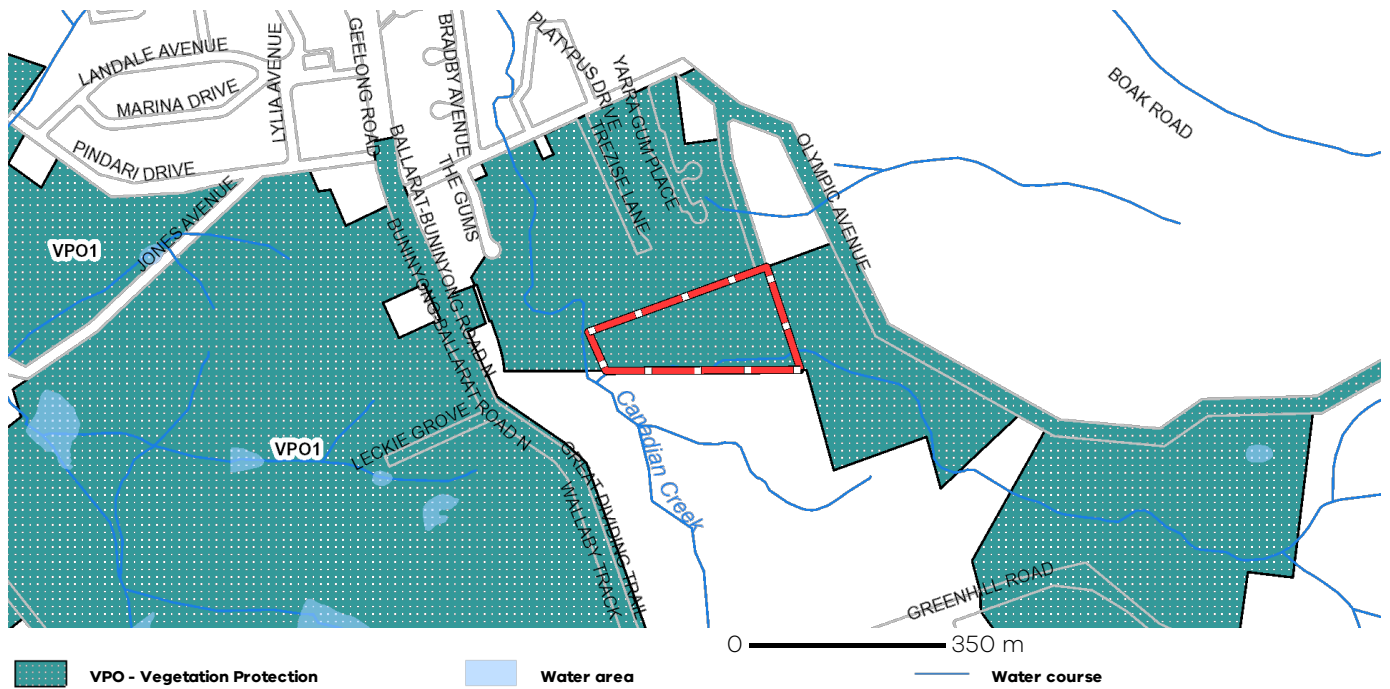 LANDALE AVENUE
MARINA DRIVE
PINDARI DRIVE
LYLIA AVENUE
GEELONG ROAD
BRADBY AVENUE
PLATYPUS DRIVE
YARRA GUM PLACE
TREZISE LANE
BOAK ROAD
OLYMPIC AVENUE
THE GUMS
BALLARAT-BUNINYONG ROAD N
BUNINYONG-BALLARAT ROAD N
JONES AVENUE
VPO1
VPO1
LECKIE GROVE
Canadian Creek
GREAT DIVIDING TRAIL
WALLABY TRACK
GREENHILL ROAD
0 350 m
VPO - Vegetation Protection
Water area
Water course